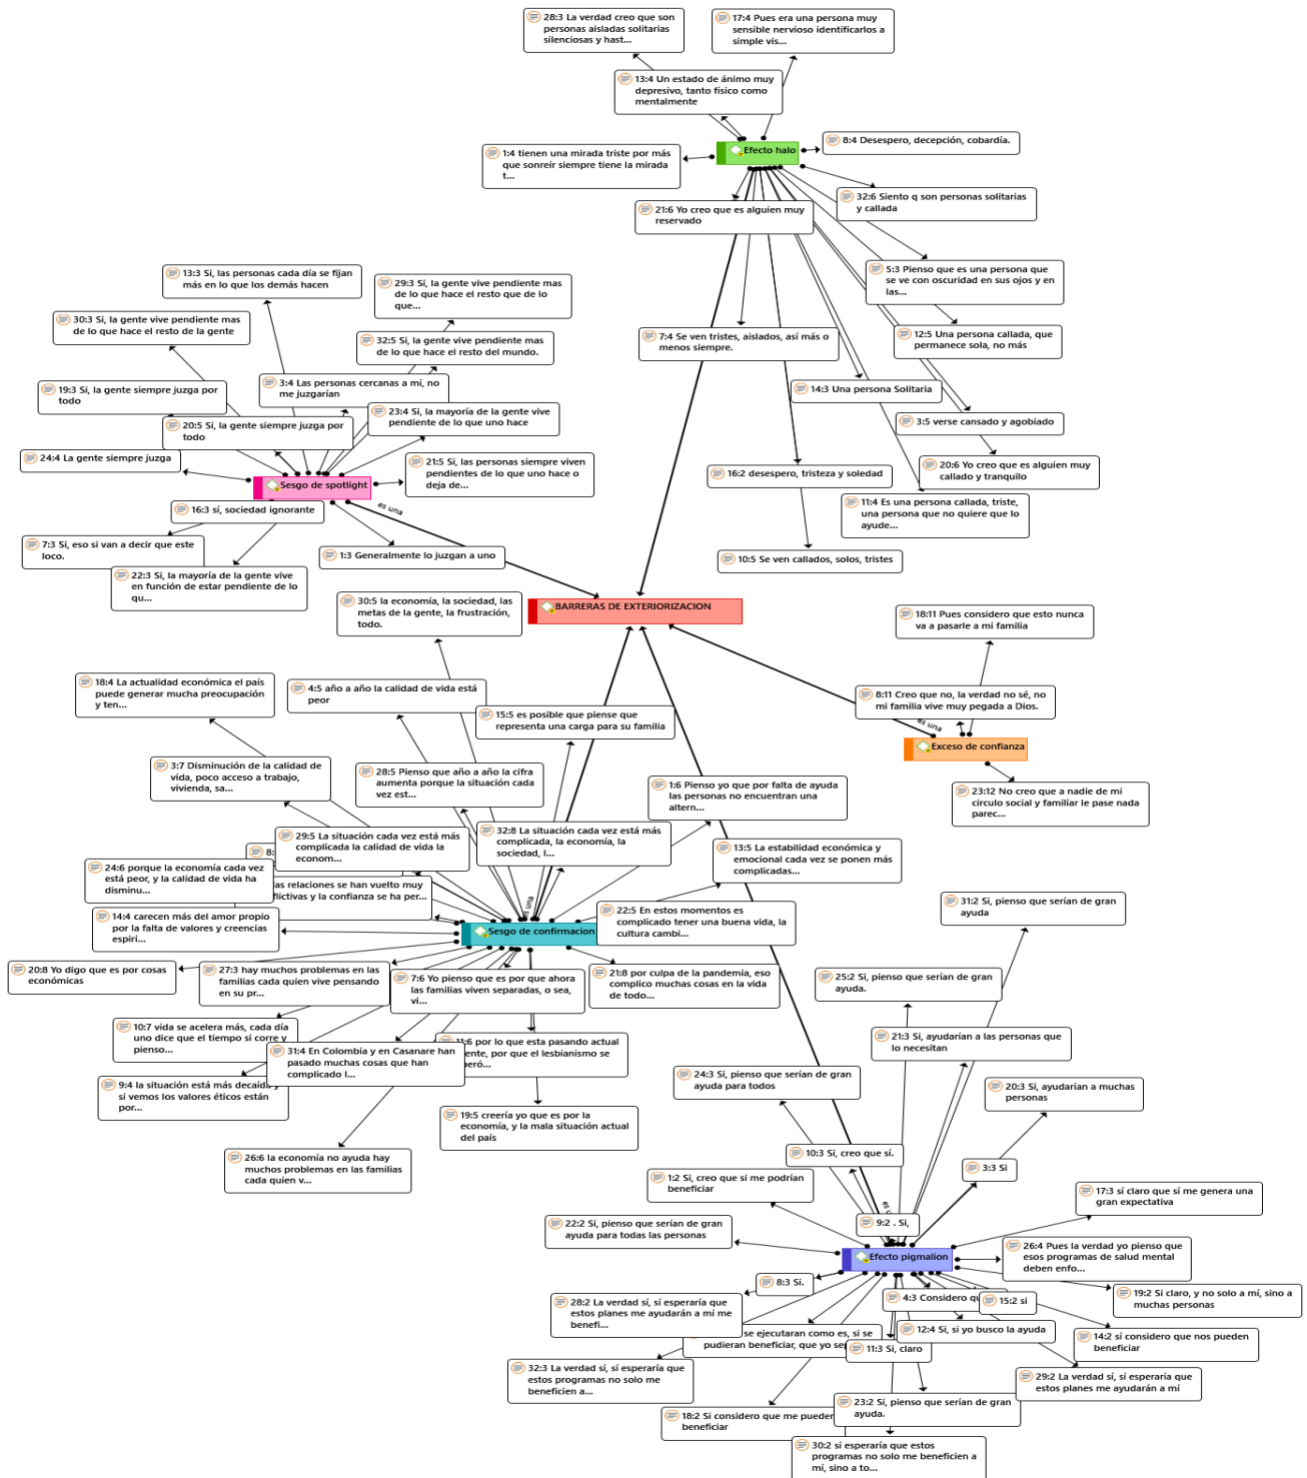 28:3 La verdad creo que son
personas aisladas solitarias
silenciosas y hast...
17:4 Pues era una persona muy
sensible nervioso identificarlos a
simple vis...
13:4 Un estado de ánimo muy
depresivo, tanto físico como
mentalmente
8:4 Desespero, decepción, cobardía.
Efecto halo
1:4 tienen una mirada triste por más
que sonreír siempre tiene la mirada
t...
32:6 Siento q son personas solitarias
y callada
21:6 Yo creo que es alguien muy
reservado
5:3 Pienso que es una persona que
se ve con oscuridad en sus ojos y en
las...
13:3 Si, las personas cada día se fijan
más en lo que los demás hacen
29:3 Si, la gente vive pendiente mas
de lo que hace el resto que de lo
que...
30:3 Si, la gente vive pendiente mas
de lo que hace el resto de la gente
32:5 Si, la gente vive pendiente mas
de lo que hace el resto del mundo.
7:4 Se ven tristes, aislados, así más o
menos siempre.
12:5 Una persona callada, que
permanece sola, no más
19:3 Si, la gente siempre juzga por
todo
3:4 Las personas cercanas a mí, no
me juzgarían
14:3 Una persona Solitaria
23:4 Si, la mayoría de la gente vive
pendiente de lo que uno hace
3:5 verse cansado y agobiado
20:5 Si, la gente siempre juzga por
todo
24:4 La gente siempre juzga
21:5 Si, las personas siempre viven
pendientes de lo que uno hace o
deja de...
16:2 desespero, tristeza y soledad
20:6 Yo creo que es alguien muy
callado y tranquilo
Sesgo de spotlight
16:3 sí, sociedad ignorante
es una
11:4 Es una persona callada, triste,
una persona que no quiere que lo
ayude...
7:3 Si, eso si van a decir que este
loco.
1:3 Generalmente lo juzgan a uno
10:5 Se ven callados, solos, tristes
22:3 Si, la mayoría de la gente vive
en función de estar pendiente de lo
qu...
30:5 la economía, la sociedad, las
metas de la gente, la frustración,
todo.
BARRERAS DE EXTERIORIZACION
18:11 Pues considero que esto nunca
va a pasarle a mi familia
18:4 La actualidad económica el país
puede generar mucha preocupación
y ten...
4:5 año a año la calidad de vida está
peor
8:11 Creo que no, la verdad no sé, no
mi familia vive muy pegada a Dios.
15:5 es posible que piense que
representa una carga para su familia
es una
Exceso de confianza
3:7 Disminución de la calidad de
vida, poco acceso a trabajo,
vivienda, sa...
28:5 Pienso que año a año la cifra
aumenta porque la situación cada
vez est...
1:6 Pienso yo que por falta de ayuda
las personas no encuentran una
altern...
23:12 No creo que a nadie de mi
circulo social y familiar le pase nada
parec...
29:5 La situación cada vez está más
complicada la calidad de vida la
econom...
32:8 La situación cada vez está más
complicada, la economía, la
sociedad, l...
13:5 La estabilidad económica y
emocional cada vez se ponen más
complicadas...
8:
24:6 porque la economía cada vez
está peor, y la calidad de vida ha
disminu...
relaciones se han vuelto muy
y la confianza se ha per...
31:2 Si, pienso que serían de gran
ayuda
14:4 carecen más del amor propio
por la falta de valores y creencias
espiri...
es una
Sesgo de confirmacion
22:5 En estos momentos es
complicado tener una buena vida, la
cultura cambi...
20:8 Yo digo que es por cosas
económicas
27:3 hay muchos problemas en las
familias cada quien vive pensando
en su pr...
7:6 Yo pienso que es por que ahora
las familias viven separadas, o sea,
vi...
21:8 por culpa de la pandemia, eso
complico muchas cosas en la vida
de todo...
25:2 Si, pienso que serían de gran
ayuda.
10:7 vida se acelera más, cada día
uno dice que el tiempo si corre y
pienso...
11:6 por lo que esta pasando actual
por que el lesbianismo se
31:4 En Colombia y en Casanare han
pasado muchas cosas que han
complicado l...
21:3 Si, ayudarían a las personas que
lo necesitan
9:4 la situación está más decaída y
si vemos los valores éticos están
por...
24:3 Si, pienso que serían de gran
ayuda para todos
20:3 Si, ayudarían a muchas
personas
19:5 creería yo que es por la
economía, y la mala situación actual
del país
10:3 Si, creo que sí.
26:6 la economía no ayuda hay
muchos problemas en las familias
cada quien v...
3:3 Si
1:2 Si, creo que si me podrían
beneficiar
17:3 sí claro que sí me genera una
gran expectativa
9:2 . Si,
22:2 Si, pienso que serían de gran
ayuda para todas las personas
Efecto pigmalion
26:4 Pues la verdad yo pienso que
esos programas de salud mental
deben enfo...
8:3 Si.
19:2 Si claro, y no solo a mí, sino a
muchas personas
28:2 La verdad sí, sí esperaría que
estos planes me ayudarán a mí me
benefi...
4:3 Considero
15:2 si
se ejecutaran como es, si se
pudieran beneficiar, que yo
12:4 Si, si yo busco la ayuda
14:2 sí considero que nos pueden
beneficiar
11:3 Si, claro
32:3 La verdad sí, sí esperaría que
estos programas no solo me
beneficien a...
29:2 La verdad sí, sí esperaría que
estos planes me ayudarán a mí
18:2 Si considero que me pueden
beneficiar
23:2 Si, pienso que serían de gran
ayuda.
30:2 sí esperaría que estos
programas no solo me beneficien a
mí, sino a to...